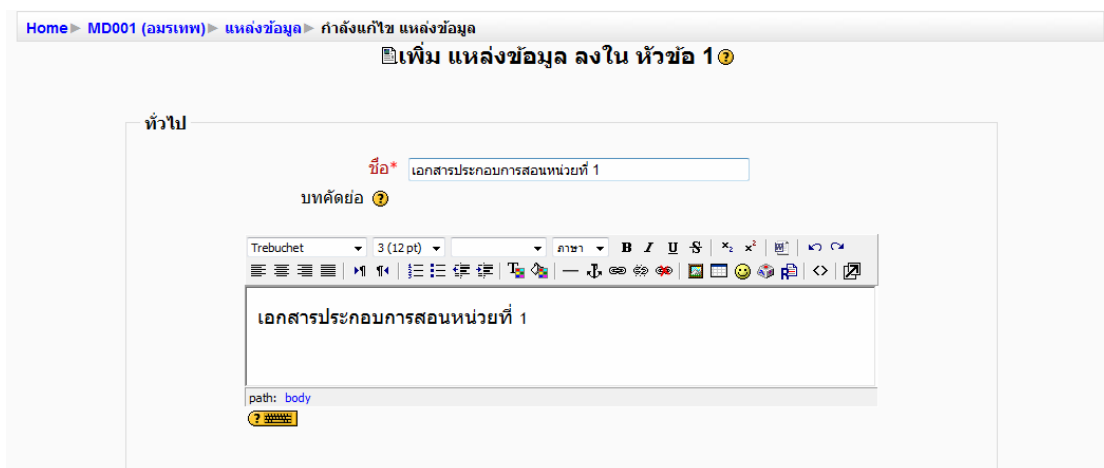 Home► MD001 (อมรเทพ)► แหล่งข้อมูล► กำลังแก้ไข แหล่งข้อมูล
เพิ่ม แหล่งข้อมูล ลงใน หัวข้อ 1
ทั่วไป
ชื่อ* เอกสารประกอบการสอนหน่วยที่ 1
บทคัดย่อ
Trebuchet 3 (12 pt) ภาษา B I U S x₂ x²
เอกสารประกอบการสอนหน่วยที่ 1
path: body